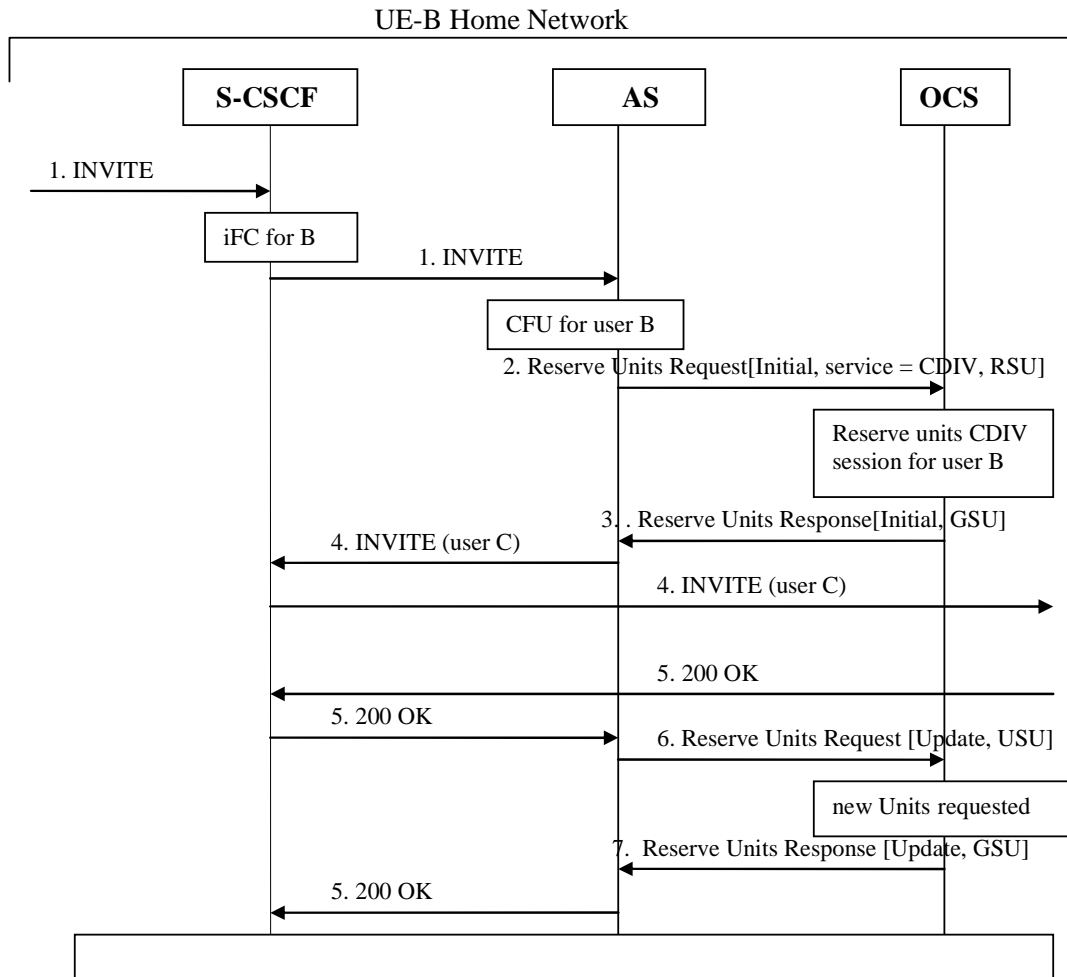 UE-B Home Network
S-CSCF
AS
OCS
1. INVITE
iFC for B
1. INVITE
CFU for user B
2. Reserve Units Request[Initial, service = CDIV, RSU]
Reserve units CDIV
session for user B
3. . Reserve Units Response[Initial, GSU]
4. INVITE (user C)
4. INVITE (user C)
5. 200 OK
5. 200 OK
6. Reserve Units Request [Update, USU]
new Units requested
7. Reserve Units Response [Update, GSU]
5. 200 OK